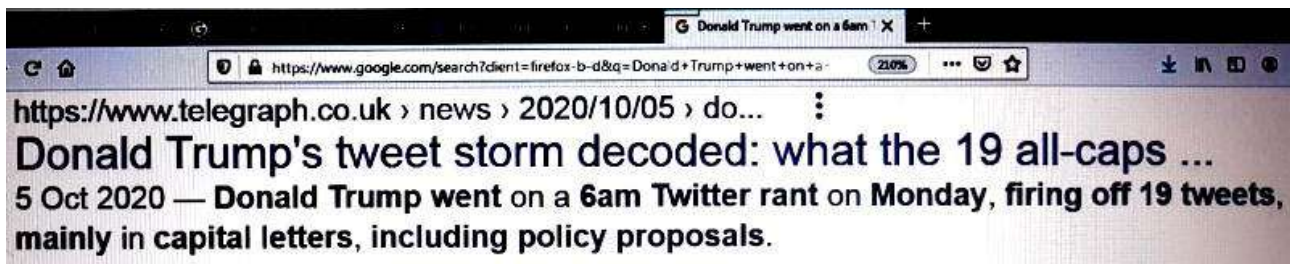 G Donald Trump went on a 6am T X +
https://www.google.com/search?client=firefox-b-d&q=Donald+Trump+went+on+a- 210% ...
https://www.telegraph.co.uk › news › 2020/10/05 › do...
Donald Trump's tweet storm decoded: what the 19 all-caps ...
5 Oct 2020 — Donald Trump went on a 6am Twitter rant on Monday, firing off 19 tweets,
mainly in capital letters, including policy proposals.